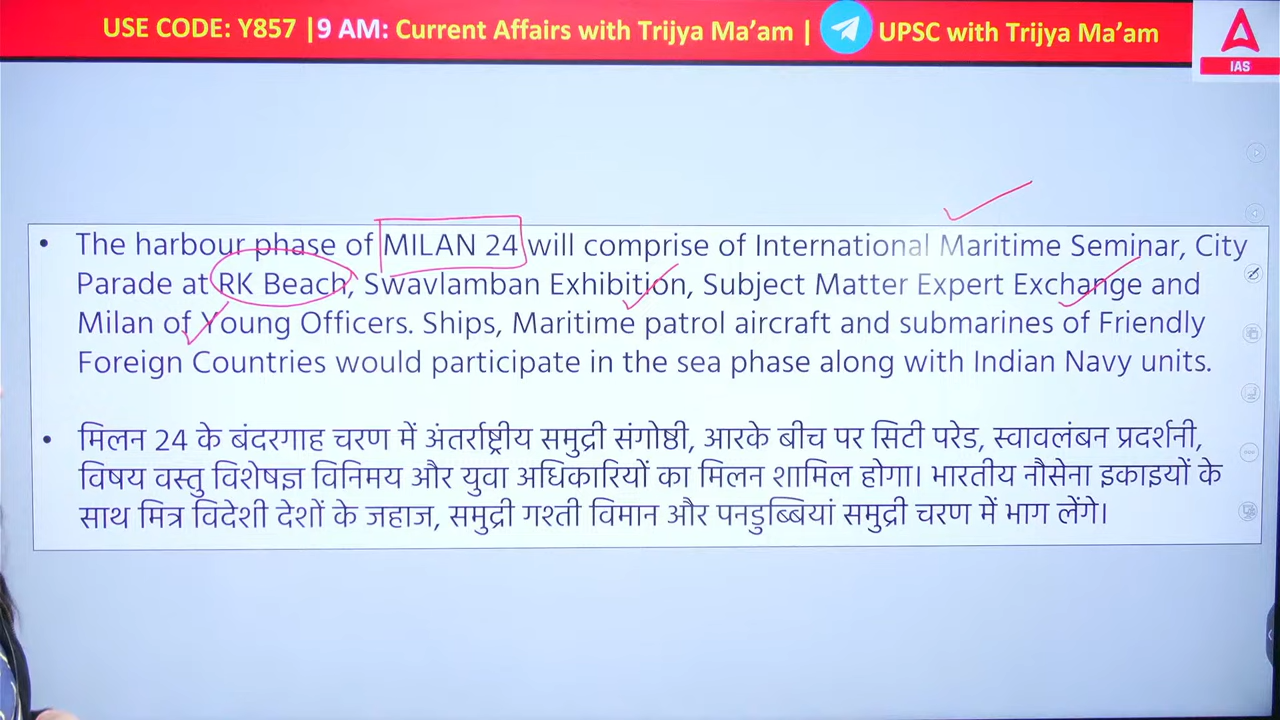 USE CODE: Y857 |9 AM: Current Affairs with Trijya Ma’am | UPSC with Trijya Ma’am
IAS
• The harbour phase of MILAN 24 will comprise of International Maritime Seminar, City
Parade at RK Beach, Swavlamban Exhibition, Subject Matter Expert Exchange and
Milan of Young Officers. Ships, Maritime patrol aircraft and submarines of Friendly
Foreign Countries would participate in the sea phase along with Indian Navy units.
• मिलन 24 के बंदरगाह चरण में अंतर्राष्ट्रीय समुद्री संगोष्ठी, आरके बीच पर सिटी परेड, स्वावलंबन प्रदर्शनी,
विषय वस्तु विशेषज्ञ विनिमय और युवा अधिकारियों का मिलन शामिल होगा। भारतीय नौसेना इकाइयों के
साथ मित्र विदेशी देशों के जहाज, समुद्री गश्ती विमान और पनडुब्बियां समुद्री चरण में भाग लेंगे।